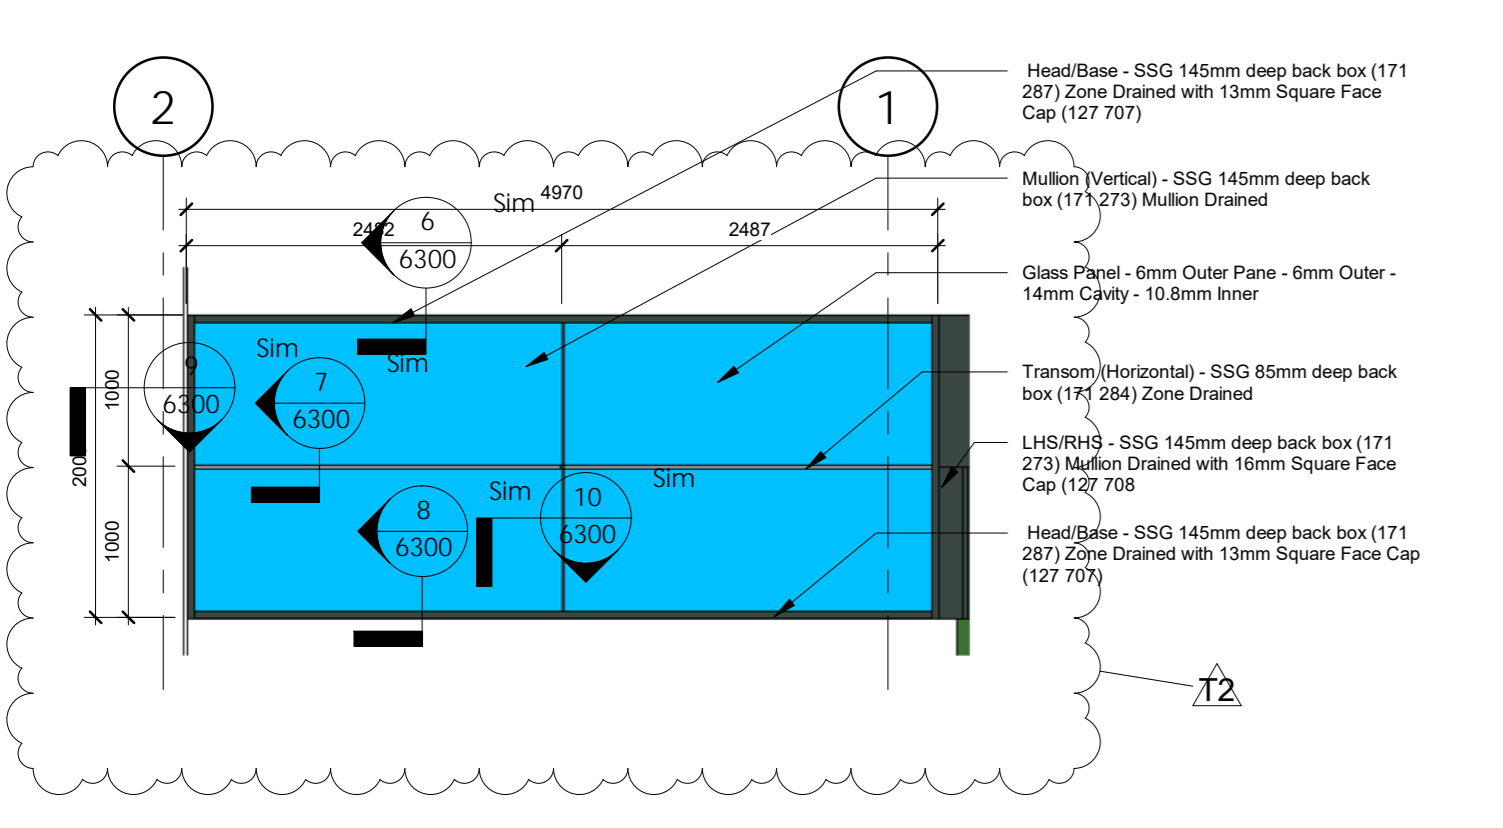 2
1
Head/Base - SSG 145mm deep back box (171
287) Zone Drained with 13mm Square Face
Cap (127 707)
Mullion (Vertical) - SSG 145mm deep back
box (171 273) Mullion Drained
Glass Panel - 6mm Outer Pane - 6mm Outer -
14mm Cavity - 10.8mm Inner
Transom (Horizontal) - SSG 85mm deep back
box (171 284) Zone Drained
LHS/RHS - SSG 145mm deep back box (171
273) Mullion Drained with 16mm Square Face
Cap (127 708
Head/Base - SSG 145mm deep back box (171
287) Zone Drained with 13mm Square Face Cap
(127 707)
4970
Sim
2482
2487
6
6300
Sim
Sim
9
6300
7
6300
1000
2000
1000
Sim
Sim
8
6300
10
6300
T2